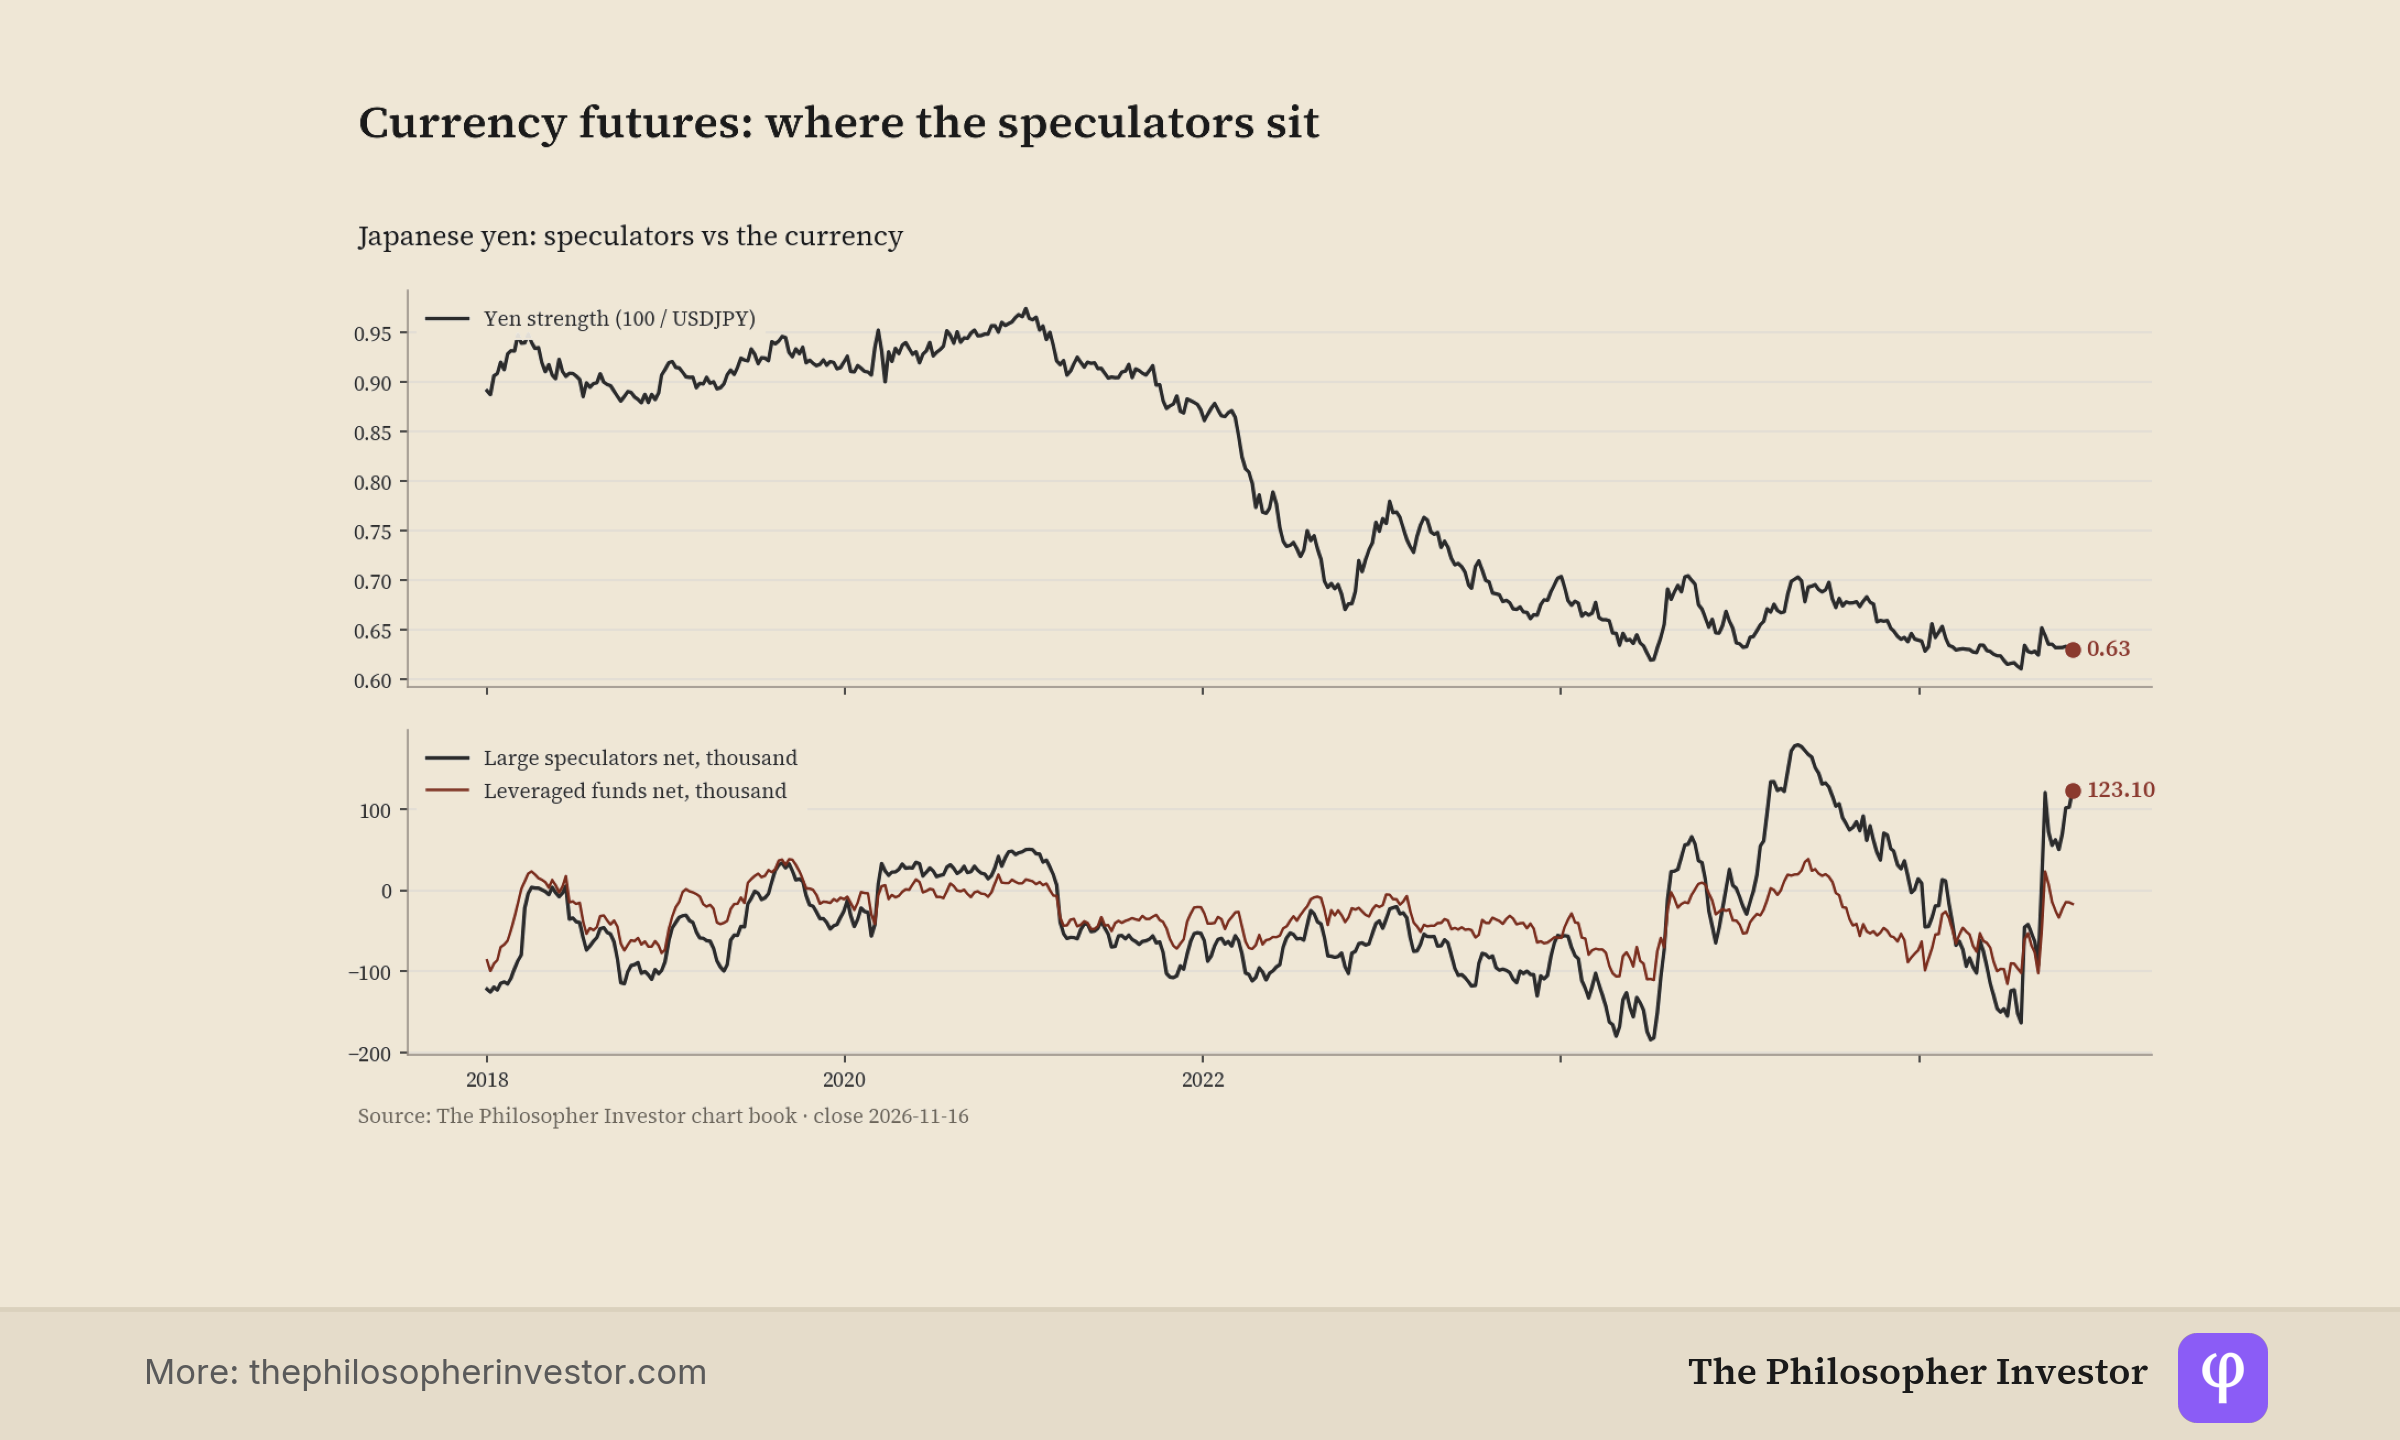 Currency futures: where the speculators sit
Japanese yen: speculators vs the currency
Yen strength (100 / USDJPY)
0.95
0.90
0.85
0.80
0.75
0.70
0.65
0.60
0.63
Large speculators net, thousand
Leveraged funds net, thousand
123.10
100
0
−100
−200
2018 2020 2022
Source: The Philosopher Investor chart book · close 2026-11-16
More: thephilosopherinvestor.com
The Philosopher Investor φ